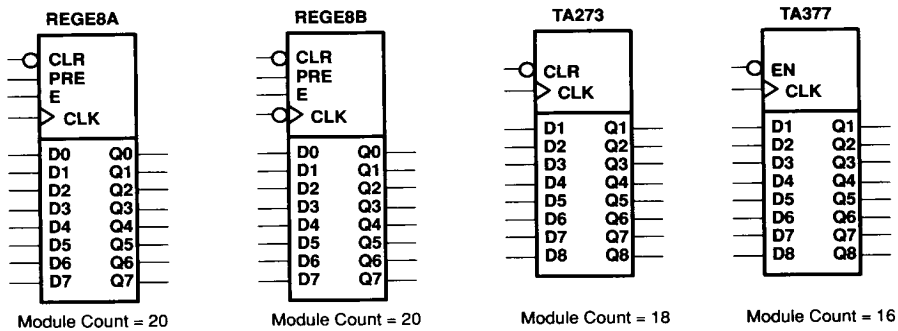 REGE8A
CLR
PRE
E
CLK
D0 Q0
D1 Q1
D2 Q2
D3 Q3
D4 Q4
D5 Q5
D6 Q6
D7 Q7
Module Count = 20
REGE8B
CLR
PRE
E
CLK
D0 Q0
D1 Q1
D2 Q2
D3 Q3
D4 Q4
D5 Q5
D6 Q6
D7 Q7
Module Count = 20
TA273
CLR
CLK
D1 Q1
D2 Q2
D3 Q3
D4 Q4
D5 Q5
D6 Q6
D7 Q7
D8 Q8
Module Count = 18
TA377
EN
CLK
D1 Q1
D2 Q2
D3 Q3
D4 Q4
D5 Q5
D6 Q6
D7 Q7
D8 Q8
Module Count = 16